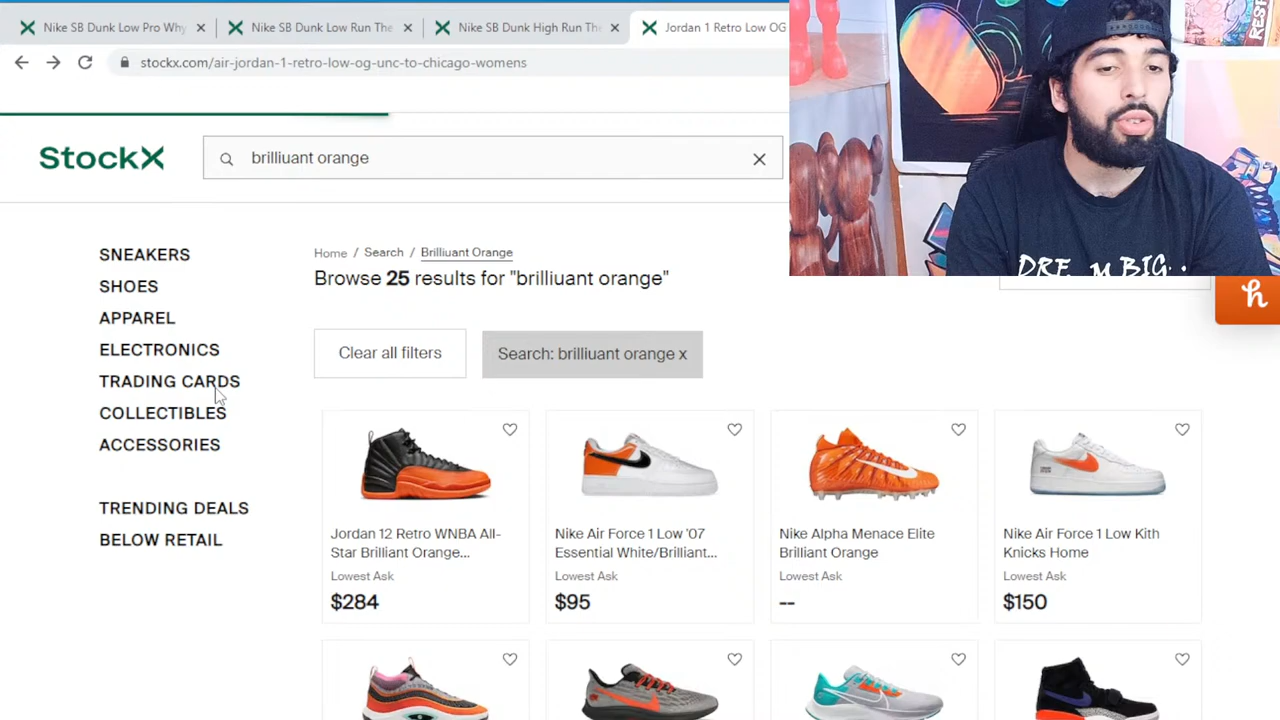 Nike SB Dunk Low Pro Why
Nike SB Dunk Low Run The
Nike SB Dunk High Run The
Jordan 1 Retro Low OG
stockx.com/air-jordan-1-retro-low-og-unc-to-chicago-womens
StockX
brilliuant orange
SNEAKERS
SHOES
APPAREL
ELECTRONICS
TRADING CARDS
COLLECTIBLES
ACCESSORIES
TRENDING DEALS
BELOW RETAIL
Home / Search / Brilliuant Orange
Browse 25 results for "brilliuant orange"
Clear all filters
Search: brilliuant orange x
Jordan 12 Retro WNBA All-
Star Brilliant Orange...
Lowest Ask
$284
Nike Air Force 1 Low '07
Essential White/Brilliant...
Lowest Ask
$95
Nike Alpha Menace Elite
Brilliant Orange
Lowest Ask
--
Nike Air Force 1 Low Kith
Knicks Home
Lowest Ask
$150
h